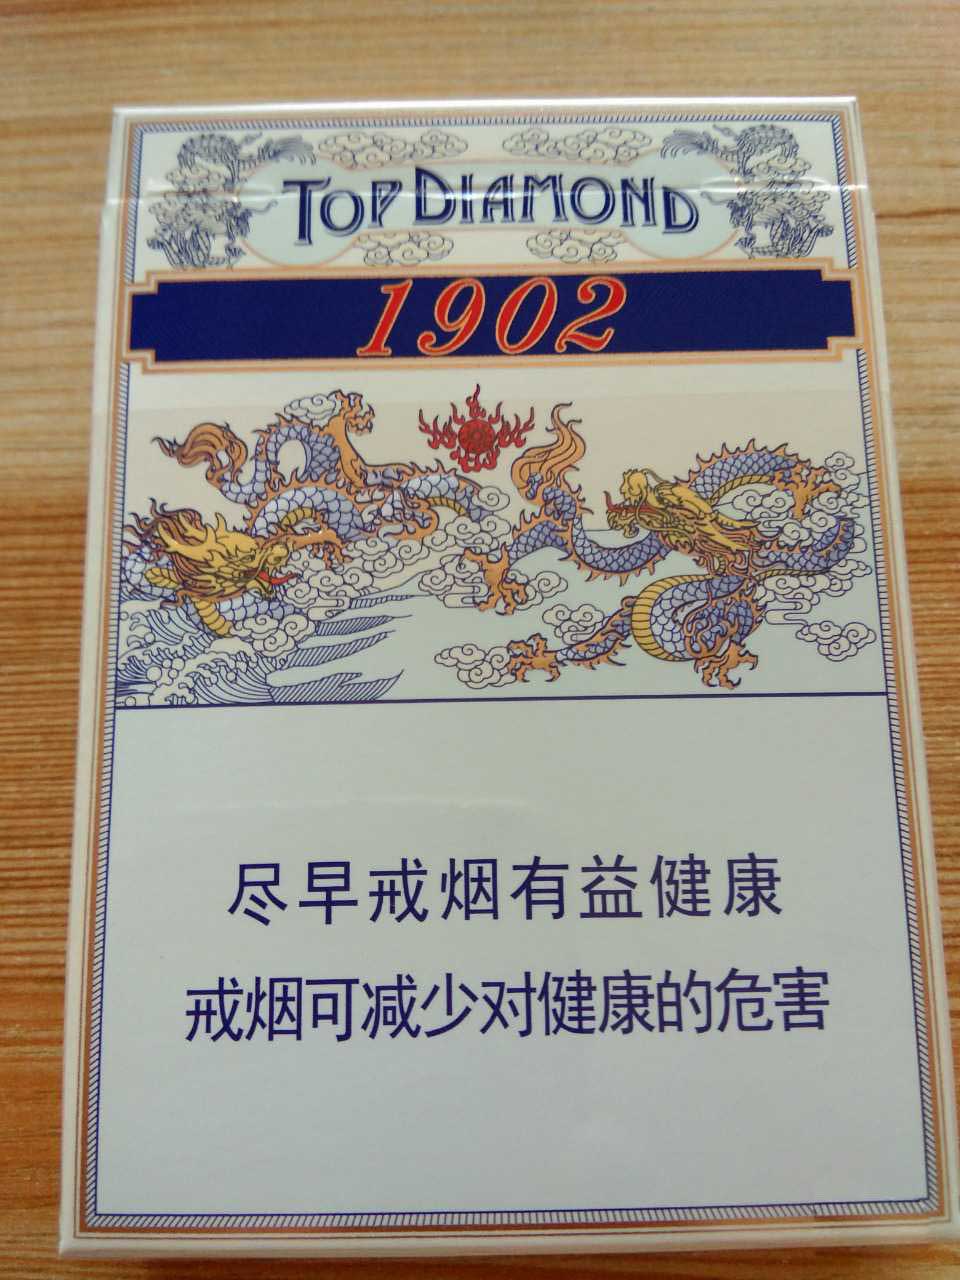 TOP DIAMOND
1902
尽早戒烟有益健康
戒烟可减少对健康的危害